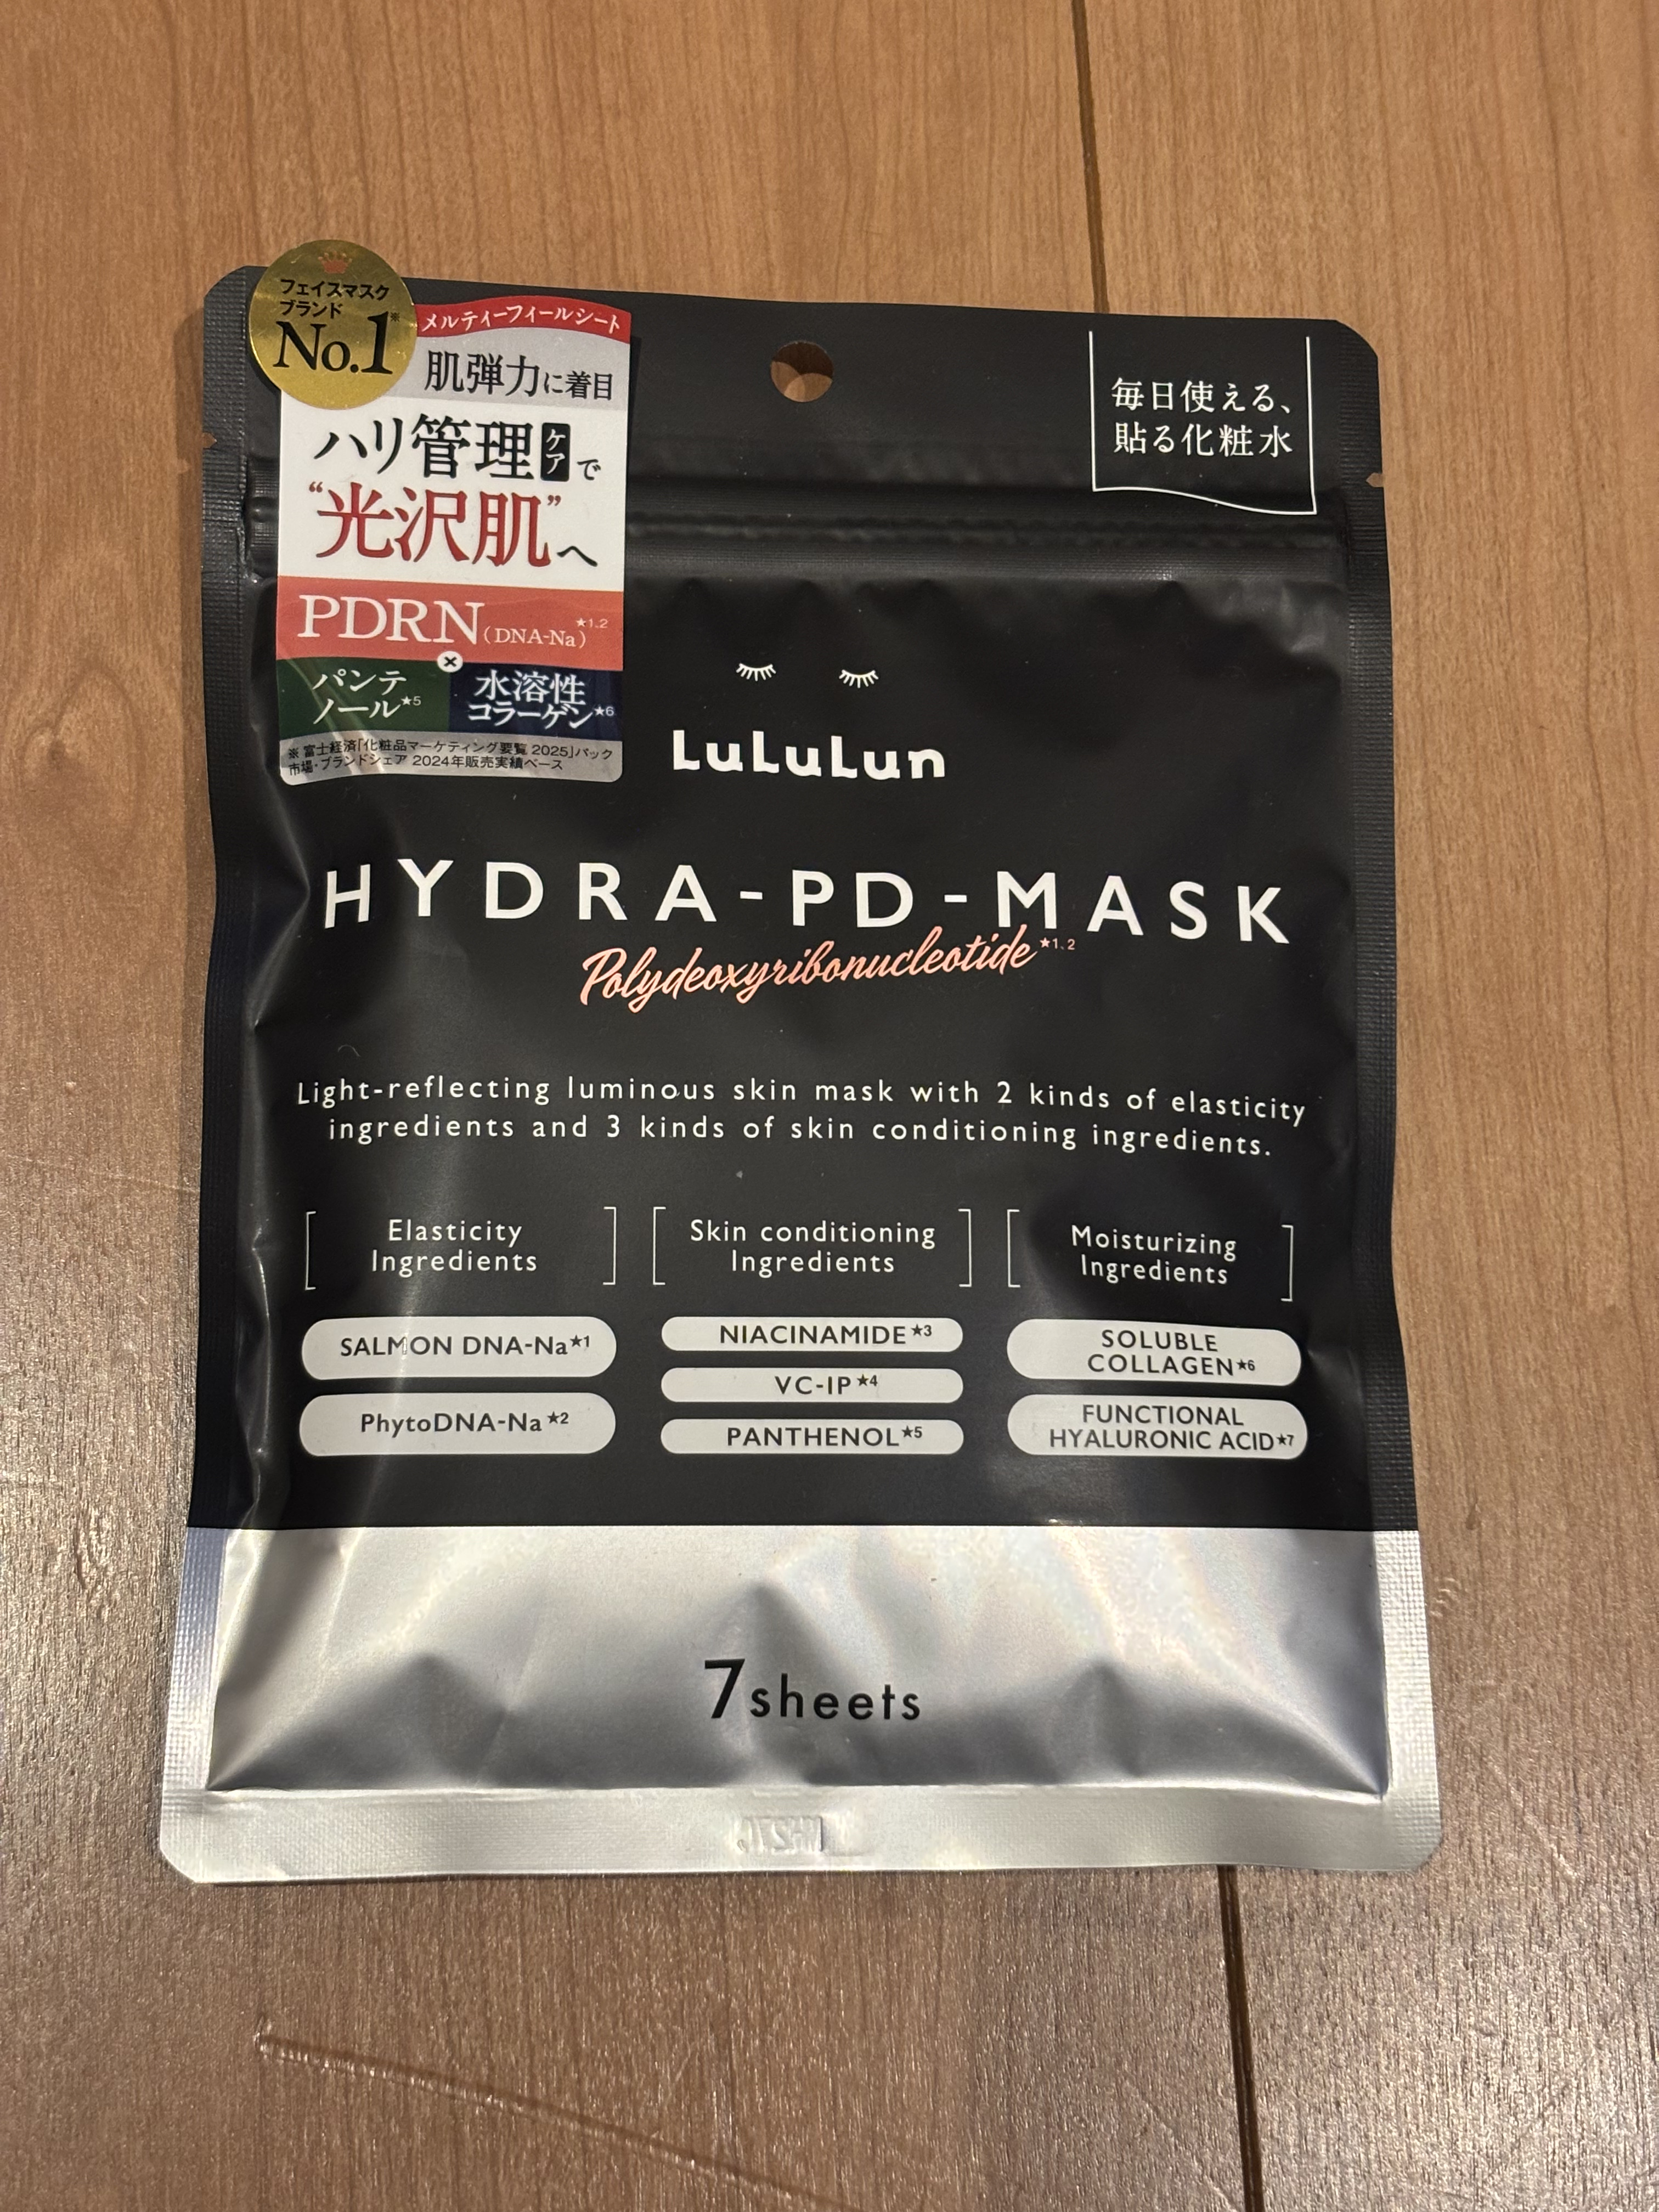 フェイスマスク
ブランド
No.1※
メルティーフィールシート
肌弾力に着目
ハリ管理ケアで
“光沢肌”へ
PDRN(DNA-Na)★1,2
×
パンテ
ノール★5
水溶性
コラーゲン★6
※ 富士経済「化粧品マーケティング要覧 2025」パック
市場・ブランドシェア 2024年販売実績ベース
毎日使える、
貼る化粧水
LuLuLun
HYDRA-PD-MASK
Polydeoxyribonucleotide★1,2
Light-reflecting luminous skin mask with 2 kinds of elasticity
ingredients and 3 kinds of skin conditioning ingredients.
Elasticity
Ingredients
SALMON DNA-Na★1
PhytoDNA-Na★2
Skin conditioning
Ingredients
NIACINAMIDE★3
VC-IP★4
PANTHENOL★5
Moisturizing
Ingredients
SOLUBLE
COLLAGEN★6
FUNCTIONAL
HYALURONIC ACID★7
7sheets